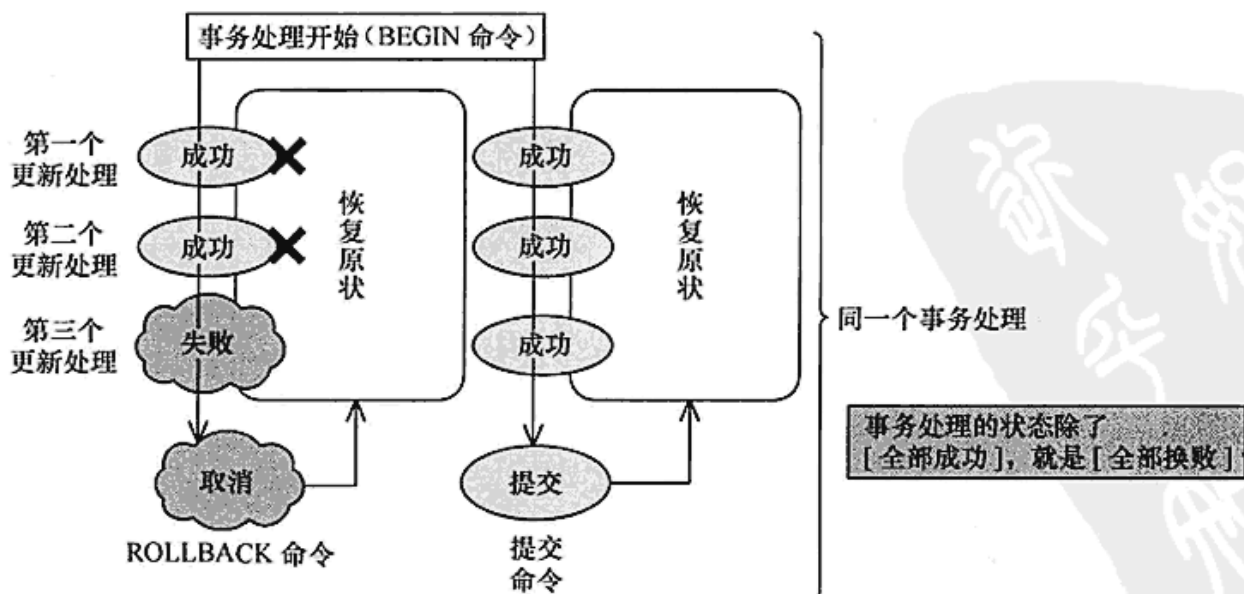 事务处理开始(BEGIN 命令)
第一个
更新处理
成功
成功
第二个
更新处理
成功
成功
第三个
更新处理
失败
成功
恢复原状
恢复原状
同一个事务处理
事务处理的状态除了
[全部成功],就是[全部换败]
取消
提交
ROLLBACK 命令
提交
命令